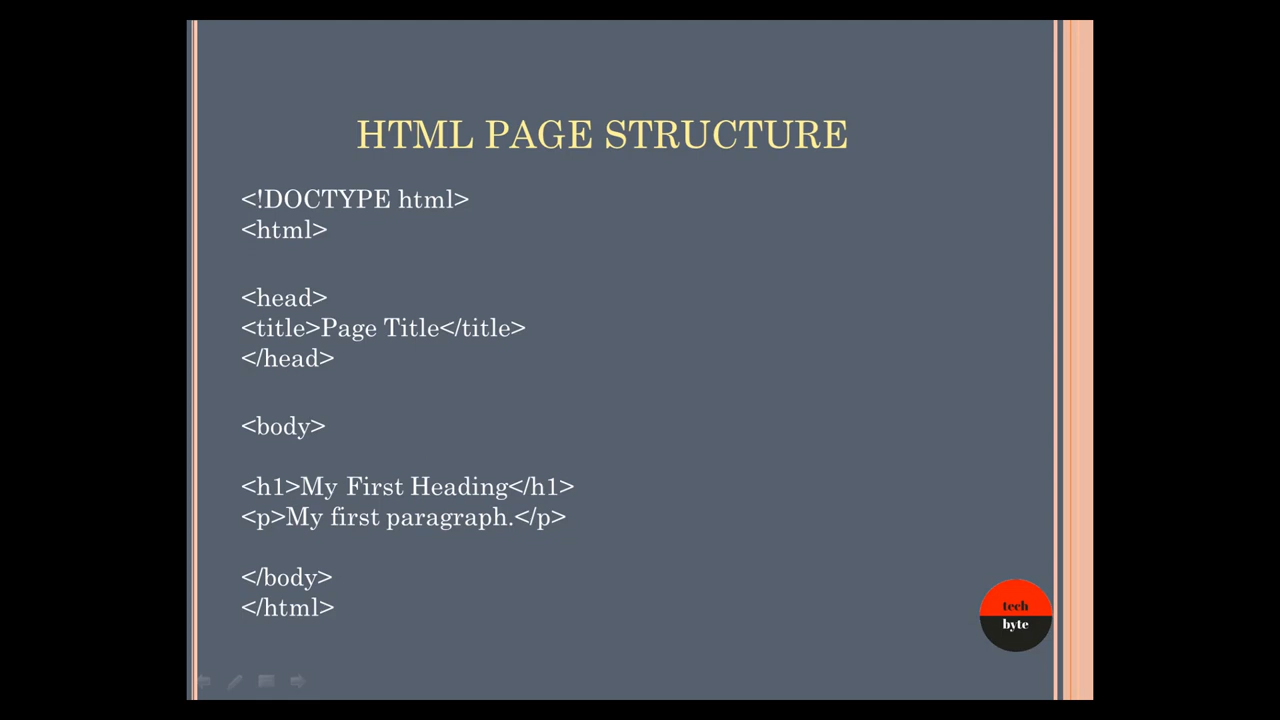 HTML PAGE STRUCTURE
<!DOCTYPE html>
<html>
<head>
<title>Page Title</title>
</head>
<body>
<h1>My First Heading</h1>
<p>My first paragraph.</p>
</body>
</html>
tech
byte